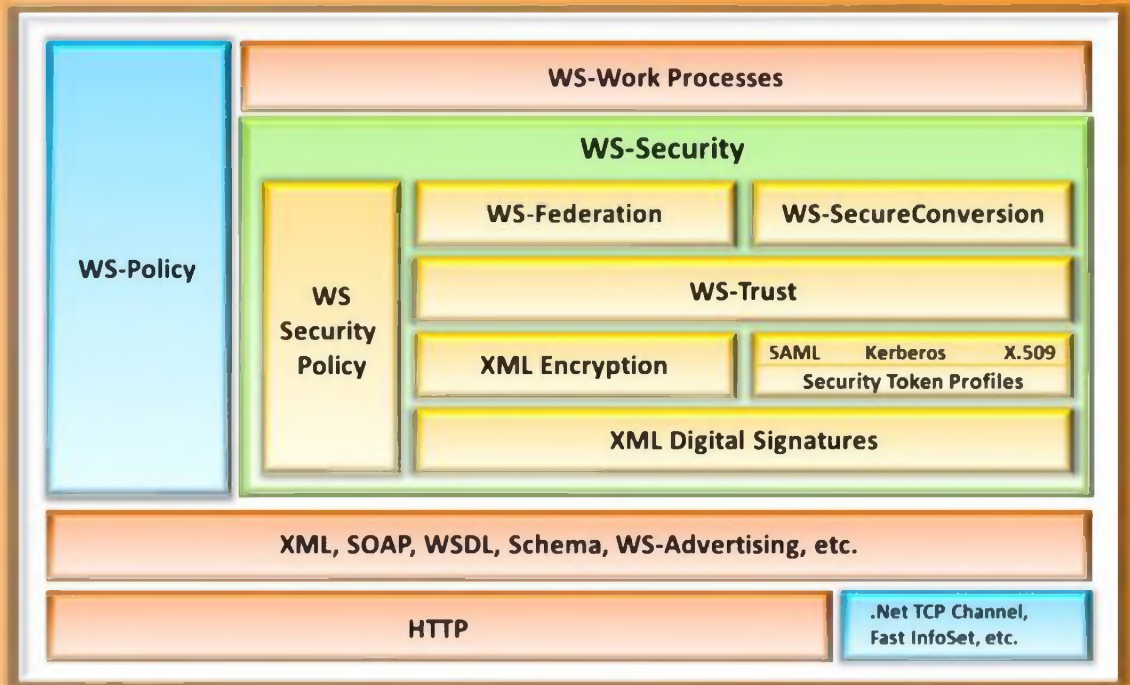 WS-Work Processes
WS-Policy
WS-Security
WS
Security
Policy
WS-Federation
WS-SecureConversion
WS-Trust
XML Encryption
SAML Kerberos X.509
Security Token Profiles
XML Digital Signatures
XML, SOAP, WSDL, Schema, WS-Advertising, etc.
HTTP
.Net TCP Channel,
Fast InfoSet, etc.